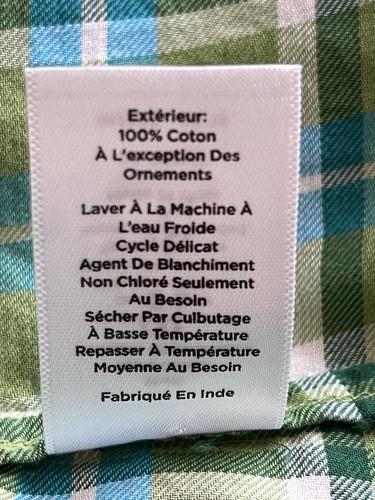 Extérieur:
100% Coton
À L'exception Des
Ornements
Laver À La Machine À
L'eau Froide
Cycle Délicat
Agent De Blanchiment
Non Chloré Seulement
Au Besoin
Sécher Par Culbutage
À Basse Température
Repasser À Température
Moyenne Au Besoin
Fabriqué En Inde